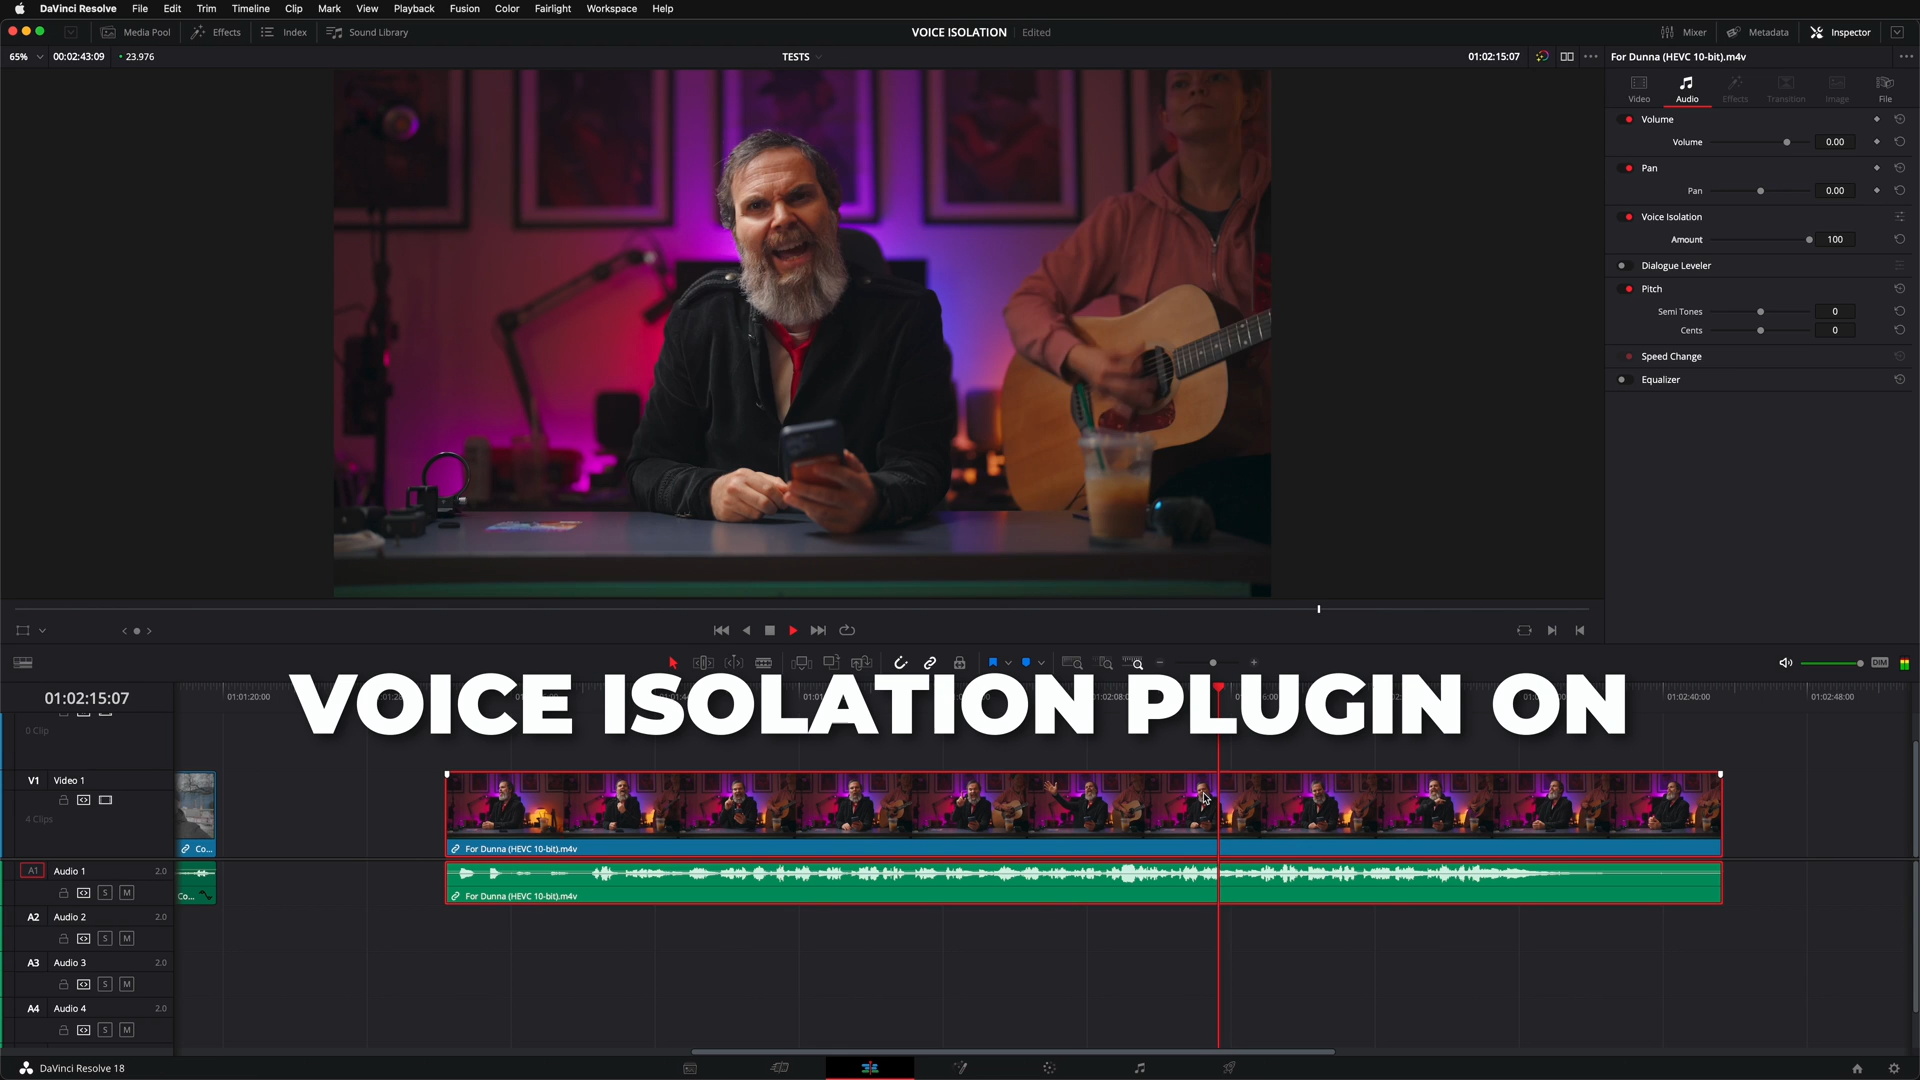 DaVinci Resolve File Edit Trim Timeline Clip Mark View Playback Fusion Color Fairlight Workspace Help
Media Pool Effects Index Sound Library VOICE ISOLATION Edited Mixer Metadata Inspector
65% 00:02:43:09 23.976 TESTS 01:02:15:07 For Dunna (HEVC 10-bit).m4v
Video Audio Effects Transition Image File
Volume
Volume 0.00
Pan
Pan 0.00
Voice Isolation
Amount 100
Dialogue Leveler
Pitch
Semi Tones 0
Cents 0
Speed Change
Equalizer
DIM
01:02:15:07 01:01:20:00 01:02:40:00 01:02:48:00
VOICE ISOLATION PLUGIN ON
0 Clip
V1 Video 1
4 Clips
Co... For Dunna (HEVC 10-bit).m4v
A1 Audio 1 2.0
S M Co... For Dunna (HEVC 10-bit).m4v
A2 Audio 2 2.0
S M
A3 Audio 3 2.0
S M
A4 Audio 4 2.0
S M
DaVinci Resolve 18